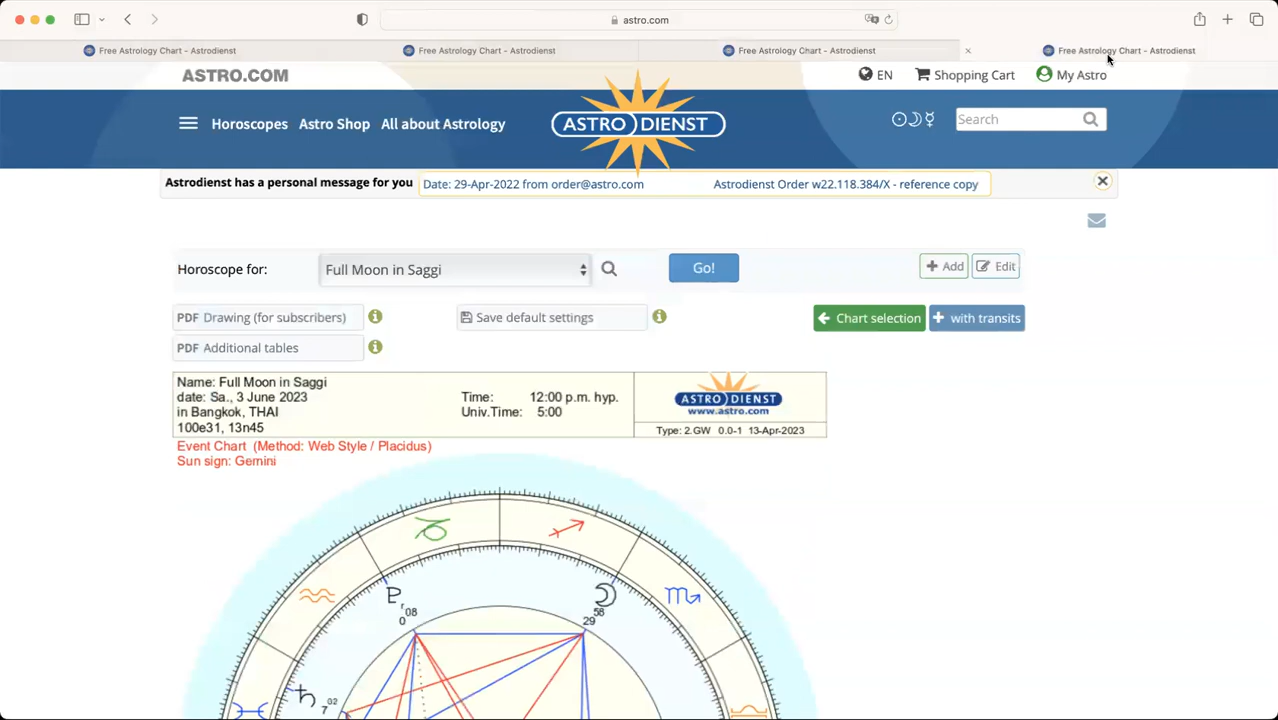 astro.com
Free Astrology Chart - Astrodienst
Free Astrology Chart - Astrodienst
Free Astrology Chart - Astrodienst
Free Astrology Chart - Astrodienst
ASTRO.COM
EN
Shopping Cart
My Astro
Horoscopes
Astro Shop
All about Astrology
ASTRO DIENST
Search
Astrodienst has a personal message for you
Date: 29-Apr-2022 from order@astro.com
Astrodienst Order w22.118.384/X - reference copy
Horoscope for:
Full Moon in Saggi
Go!
Add
Edit
PDF Drawing (for subscribers)
Save default settings
Chart selection
with transits
PDF Additional tables
Name: Full Moon in Saggi
date: Sa., 3 June 2023
in Bangkok, THAI
100e31, 13n45
Time: 12:00 p.m. hyp.
Univ.Time: 5:00
ASTRO DIENST
www.astro.com
Type: 2.GW 0.0-1 13-Apr-2023
Event Chart (Method: Web Style / Placidus)
Sun sign: Gemini
r 08
0
29 58
7 02